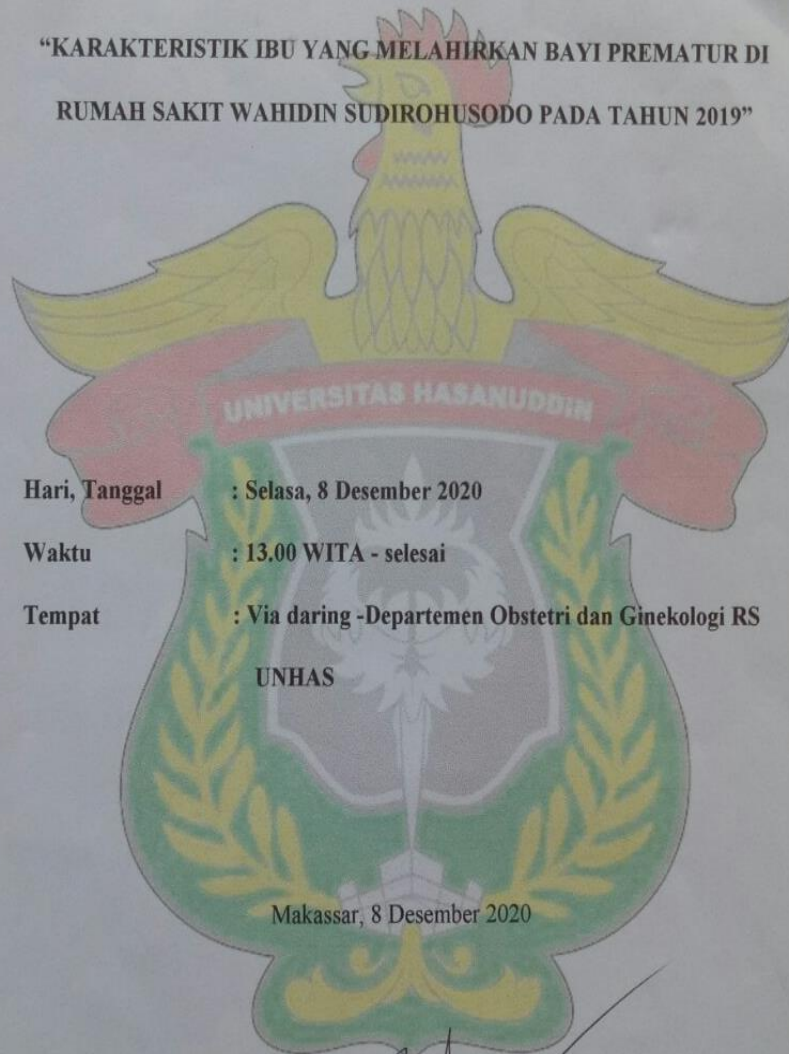 “KARAKTERISTIK IBU YANG MELAHIRKAN BAYI PREMATUR DI
RUMAH SAKIT WAHIDIN SUDIROHUSODO PADA TAHUN 2019”
UNIVERSITAS HASANUDDIN
Hari, Tanggal : Selasa, 8 Desember 2020
Waktu : 13.00 WITA - selesai
Tempat : Via daring -Departemen Obstetri dan Ginekologi RS
UNHAS
Makassar, 8 Desember 2020